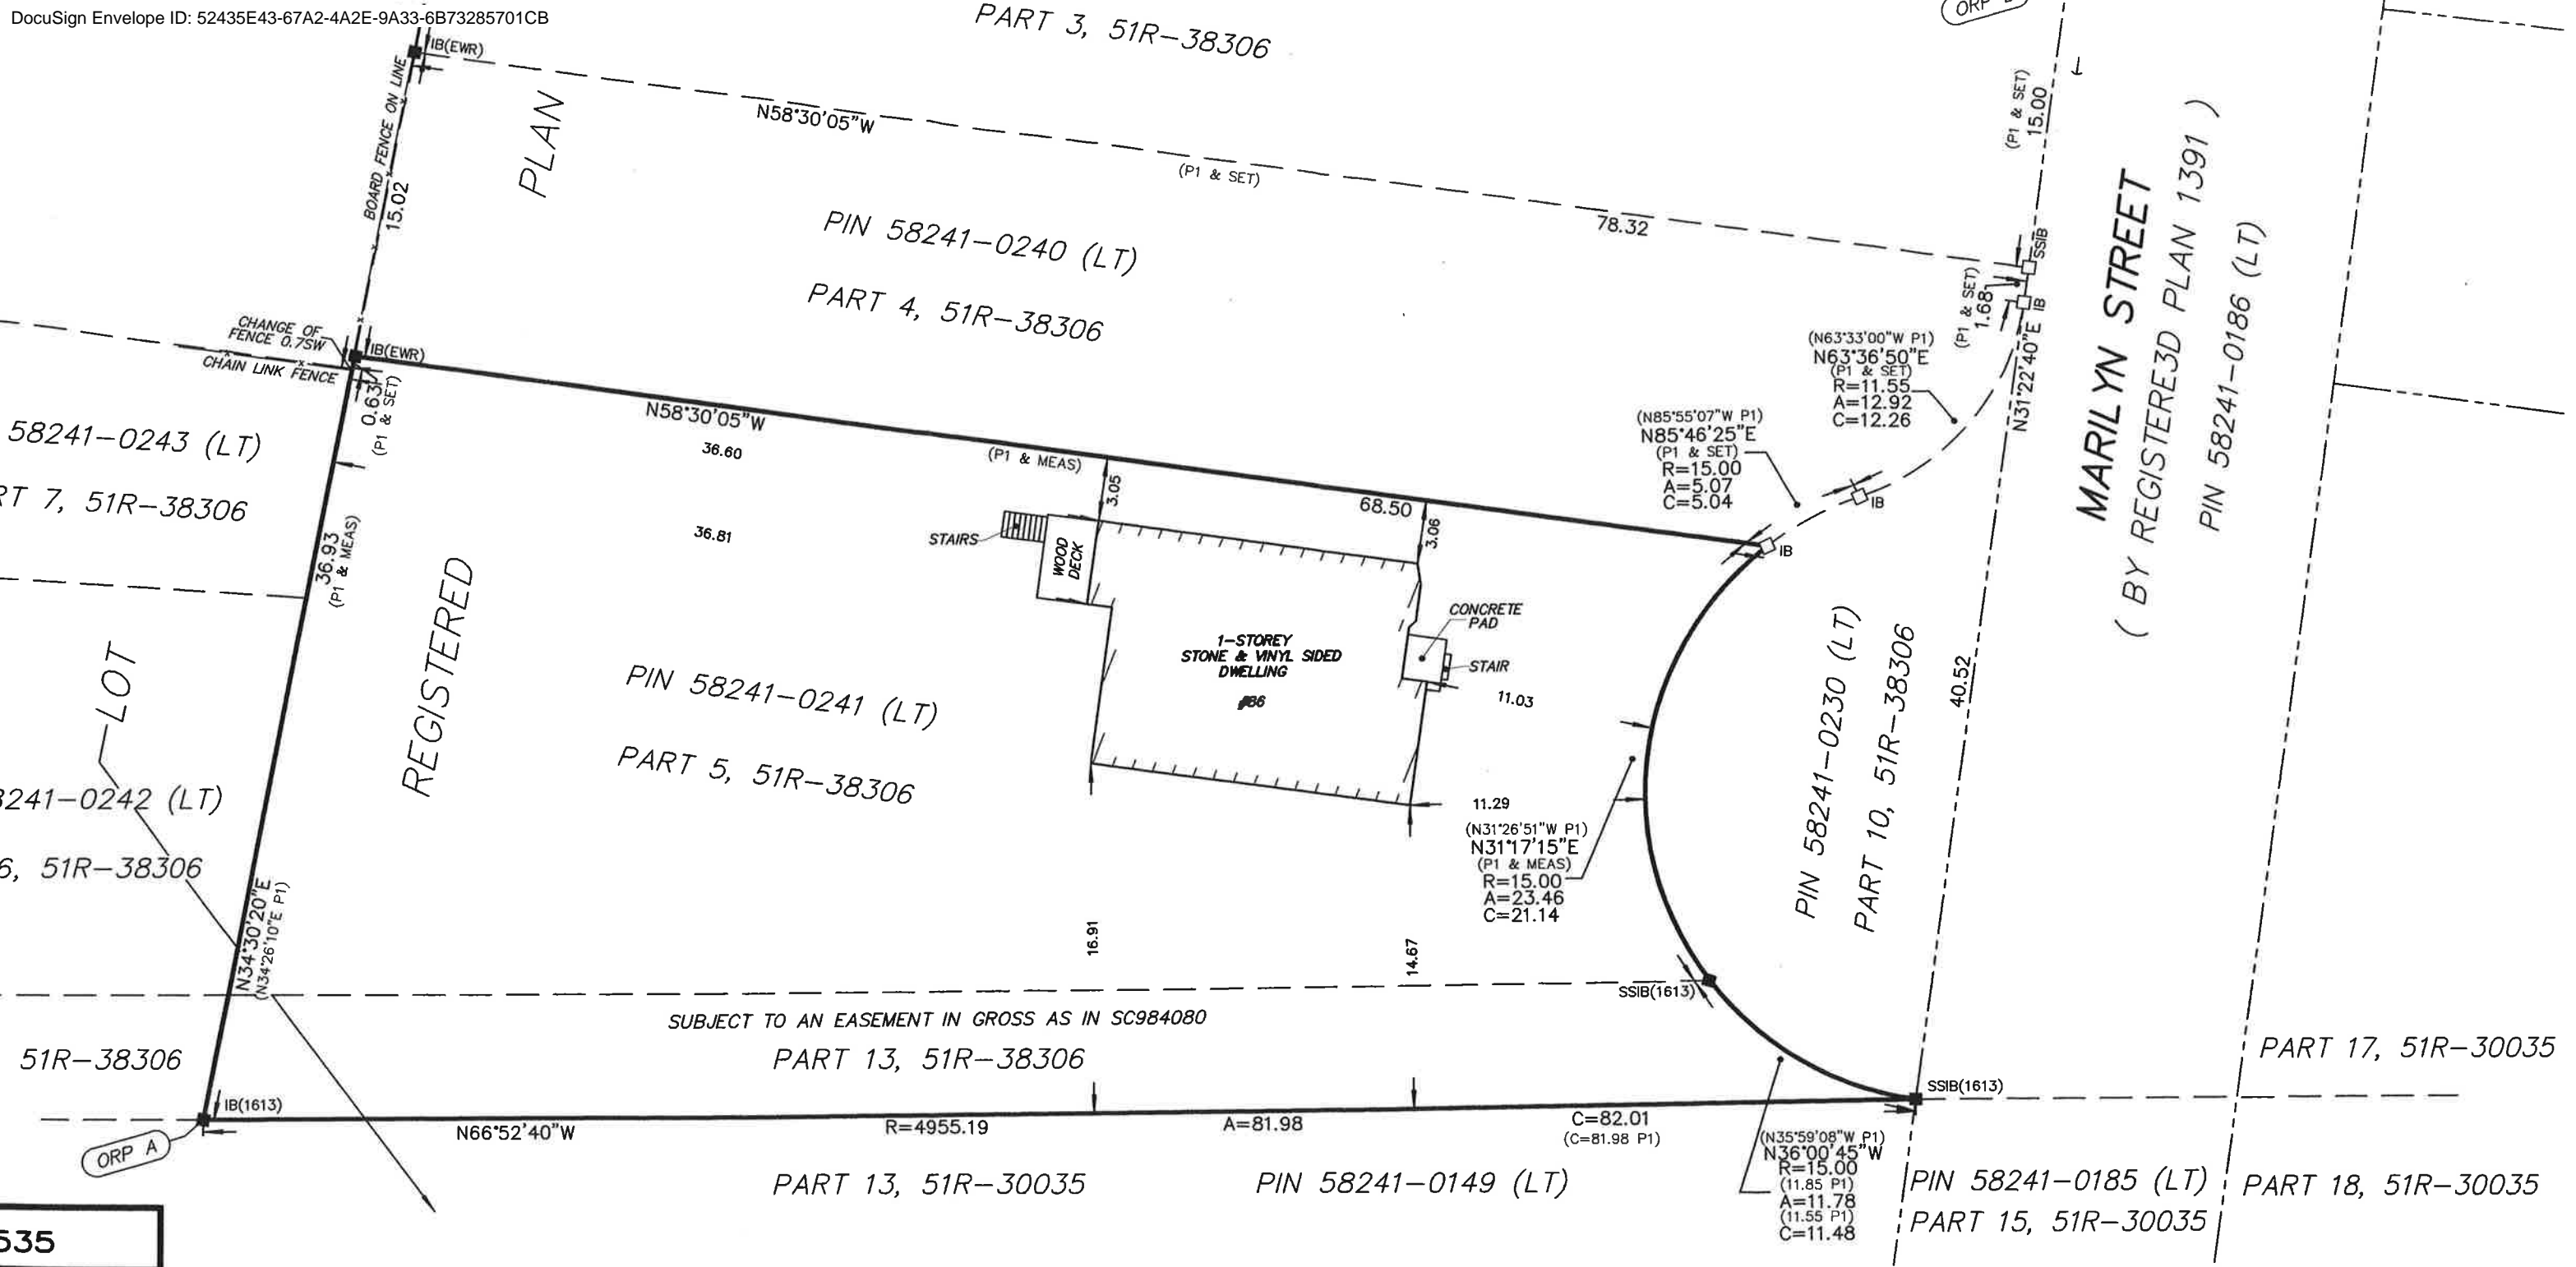 DocuSign Envelope ID: 52435E43-67A2-4A2E-9A33-6B73285701CB
PART 3, 51R-38306
ORP
IB(EWR)
BOARD FENCE ON LINE
15.02
PLAN
N58°30'05"W
(P1 & SET)
78.32
(P1 & SET)
15.00
SSIB
(P1 & SET)
1.68
IB
N31°22'40"E
PIN 58241-0240 (LT)
PART 4, 51R-38306
MARILYN STREET
( BY REGISTERE3D PLAN 1391 )
PIN 58241-0186 (LT)
CHANGE OF
FENCE 0.7SW
CHAIN LINK FENCE
IB(EWR)
0.63
(P1 & SET)
(N63°33'00"W P1)
N63°36'50"E
(P1 & SET)
R=11.55
A=12.92
C=12.26
(N85°55'07"W P1)
N85°46'25"E
(P1 & SET)
R=15.00
A=5.07
C=5.04
IB
IB
58241-0243 (LT)
RT 7, 51R-38306
N58°30'05"W
36.60
(P1 & MEAS)
68.50
3.05
3.06
36.81
STAIRS
WOOD
DECK
36.93
(P1 & MEAS)
REGISTERED
CONCRETE
PAD
STAIR
1-STOREY
STONE & VINYL SIDED
DWELLING
#86
11.03
LOT
PIN 58241-0241 (LT)
PART 5, 51R-38306
PIN 58241-0230 (LT)
PART 10, 51R-38306
40.52
8241-0242 (LT)
6, 51R-38306
11.29
(N31°26'51"W P1)
N31°17'15"E
(P1 & MEAS)
R=15.00
A=23.46
C=21.14
N34°30'20"E
(N34°26'10"E P1)
16.91
14.67
SSIB(1613)
SUBJECT TO AN EASEMENT IN GROSS AS IN SC984080
51R-38306
PART 13, 51R-38306
PART 17, 51R-30035
IB(1613)
SSIB(1613)
ORP A
N66°52'40"W
R=4955.19
A=81.98
C=82.01
(C=81.98 P1)
(N35°59'08"W P1)
N36°00'45"W
R=15.00
(11.85 P1)
A=11.78
(11.55 P1)
C=11.48
PART 13, 51R-30035
PIN 58241-0149 (LT)
PIN 58241-0185 (LT)
PART 15, 51R-30035
PART 18, 51R-30035
535